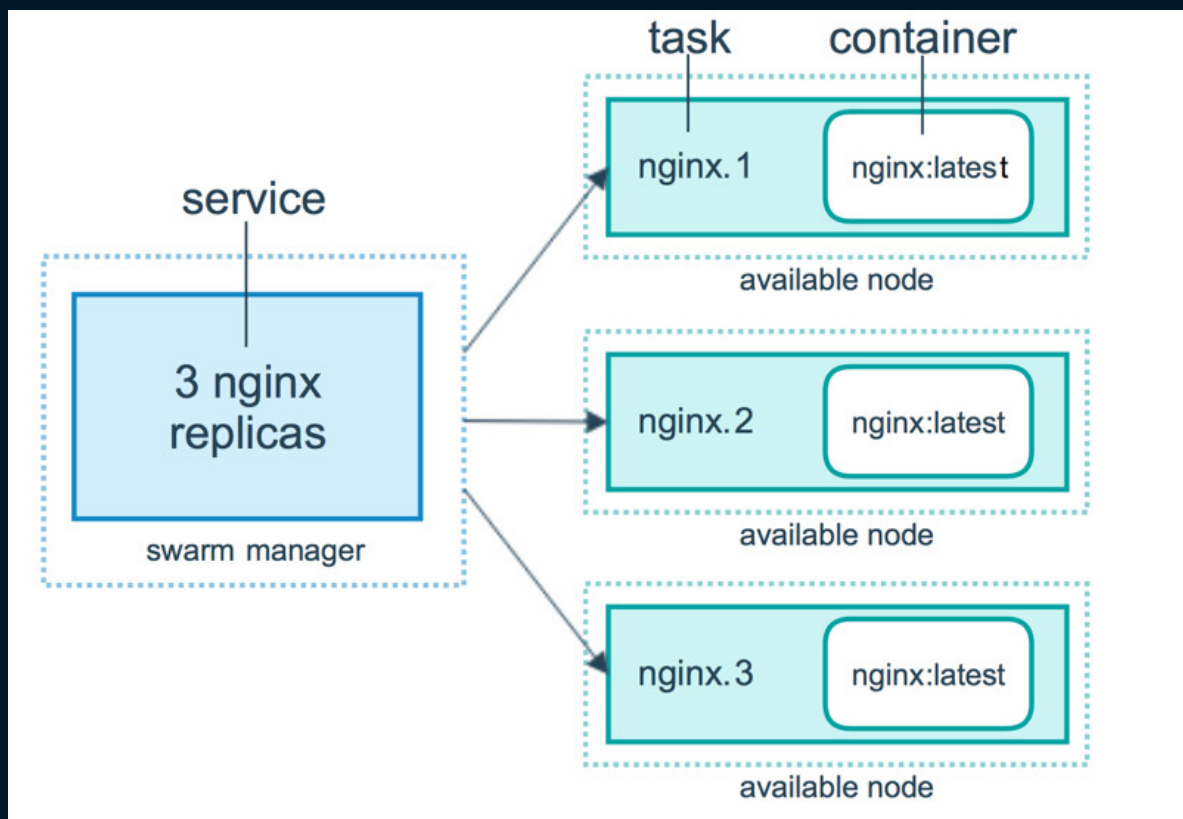 task
container
service
3 nginx
replicas
swarm manager
nginx.1
nginx:latest
available node
nginx.2
nginx:latest
available node
nginx.3
nginx:latest
available node